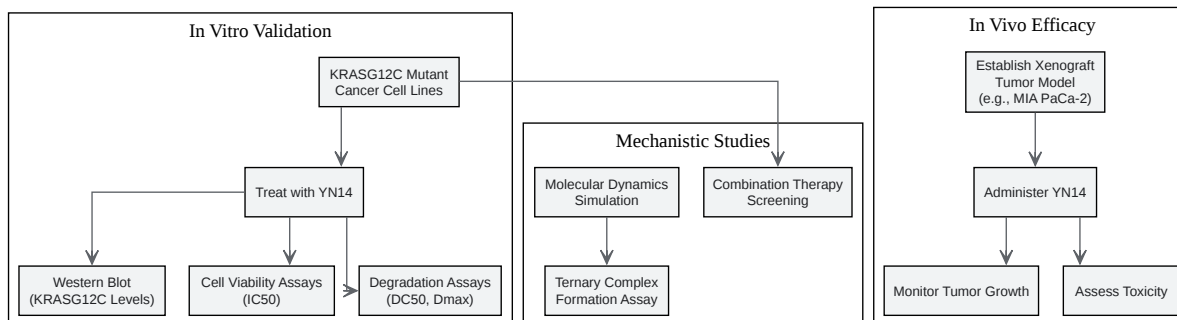 In Vitro Validation
KRASG12C Mutant
Cancer Cell Lines
Treat with YN14
Western Blot
(KRASG12C Levels)
Cell Viability Assays
(IC50)
Degradation Assays
(DC50, Dmax)
Mechanistic Studies
Molecular Dynamics
Simulation
Combination Therapy
Screening
Ternary Complex
Formation Assay
In Vivo Efficacy
Establish Xenograft
Tumor Model
(e.g., MIA PaCa-2)
Administer YN14
Monitor Tumor Growth
Assess Toxicity